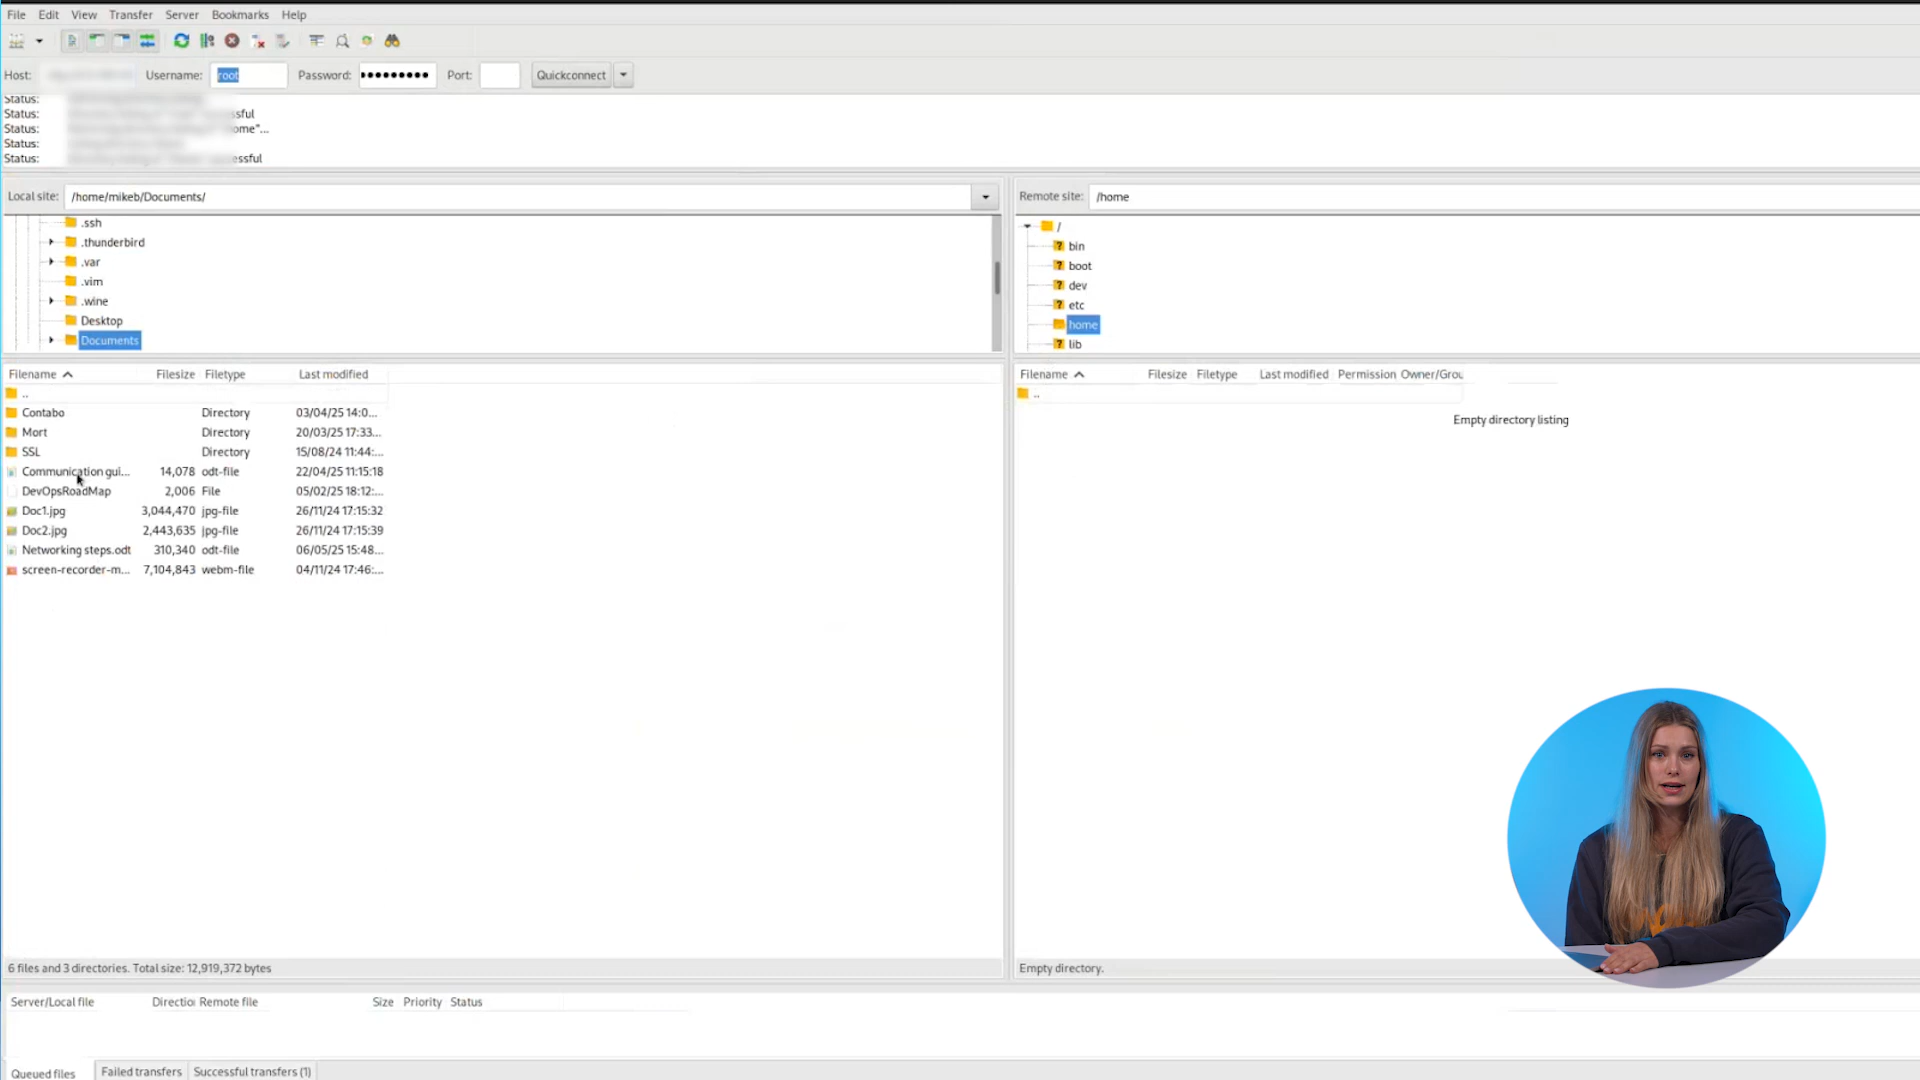 File Edit View Transfer Server Bookmarks Help
Host: Username: root Password: ●●●●●●●●● Port: Quickconnect
Status:
Status: sful
Status: ome"...
Status:
Status: essful
Local site: /home/mikeb/Documents/
.ssh
.thunderbird
.var
.vim
.wine
Desktop
Documents
Remote site: /home
/
? bin
? boot
? dev
? etc
home
? lib
Filename Filesize Filetype Last modified
..
Contabo Directory 03/04/25 14:0...
Mort Directory 20/03/25 17:33...
SSL Directory 15/08/24 11:44:...
Communication gui... 14,078 odt-file 22/04/25 11:15:18
DevOpsRoadMap 2,006 File 05/02/25 18:12:...
Doc1.jpg 3,044,470 jpg-file 26/11/24 17:15:32
Doc2.jpg 2,443,635 jpg-file 26/11/24 17:15:39
Networking steps.odt 310,340 odt-file 06/05/25 15:48...
screen-recorder-m... 7,104,843 webm-file 04/11/24 17:46:...
6 files and 3 directories. Total size: 12,919,372 bytes
Filename Filesize Filetype Last modified Permission Owner/Grou
..
Empty directory listing
Empty directory.
Server/Local file Directio Remote file Size Priority Status
Queued files Failed transfers Successful transfers (1)